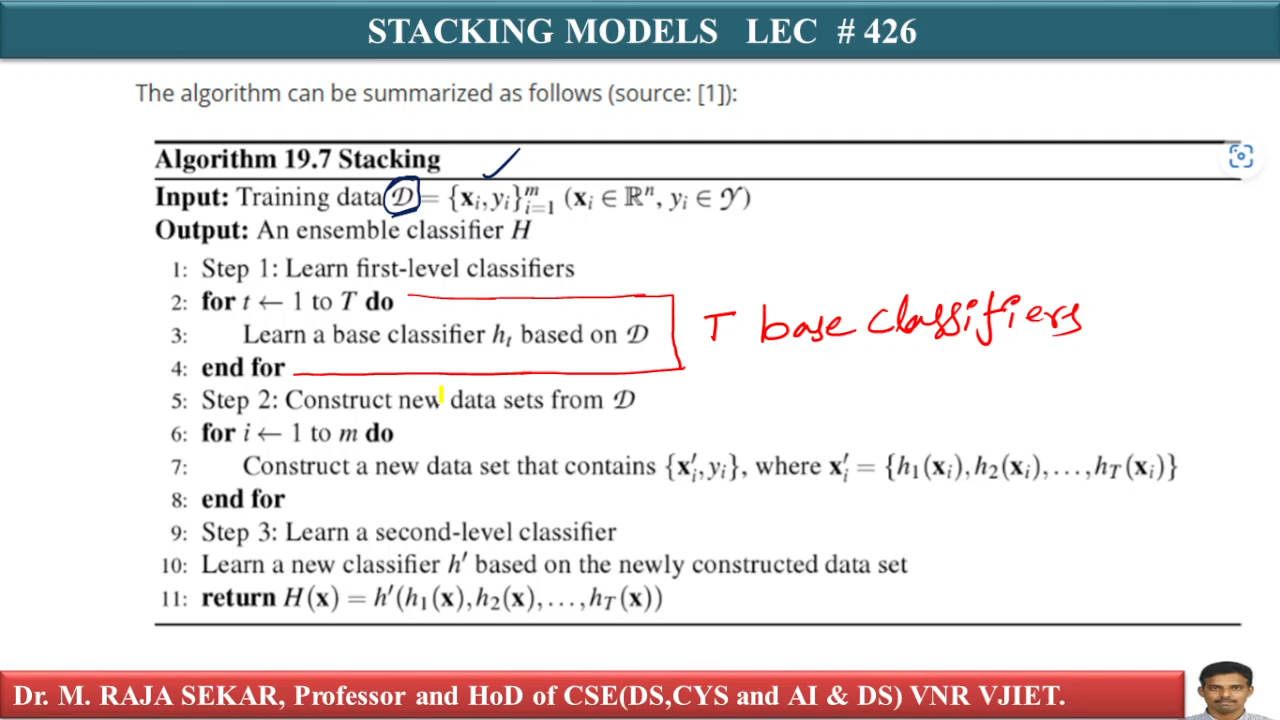 STACKING MODELS LEC # 426
The algorithm can be summarized as follows (source: [1]):
Algorithm 19.7 Stacking
Input: Training data 𝒟 = {xᵢ, yᵢ}ᵐᵢ₌₁ (xᵢ ∈ ℝⁿ, yᵢ ∈ 𝒴)
Output: An ensemble classifier H
1: Step 1: Learn first-level classifiers
2: for t ← 1 to T do
3: Learn a base classifier hₜ based on 𝒟
T base classifiers
4: end for
5: Step 2: Construct new data sets from 𝒟
6: for i ← 1 to m do
7: Construct a new data set that contains {x′ᵢ, yᵢ}, where x′ᵢ = {h₁(xᵢ), h₂(xᵢ), . . . , h_T(xᵢ)}
8: end for
9: Step 3: Learn a second-level classifier
10: Learn a new classifier h′ based on the newly constructed data set
11: return H(x) = h′(h₁(x), h₂(x), . . . , h_T(x))
Dr. M. RAJA SEKAR, Professor and HoD of CSE(DS,CYS and AI & DS) VNR VJIET.